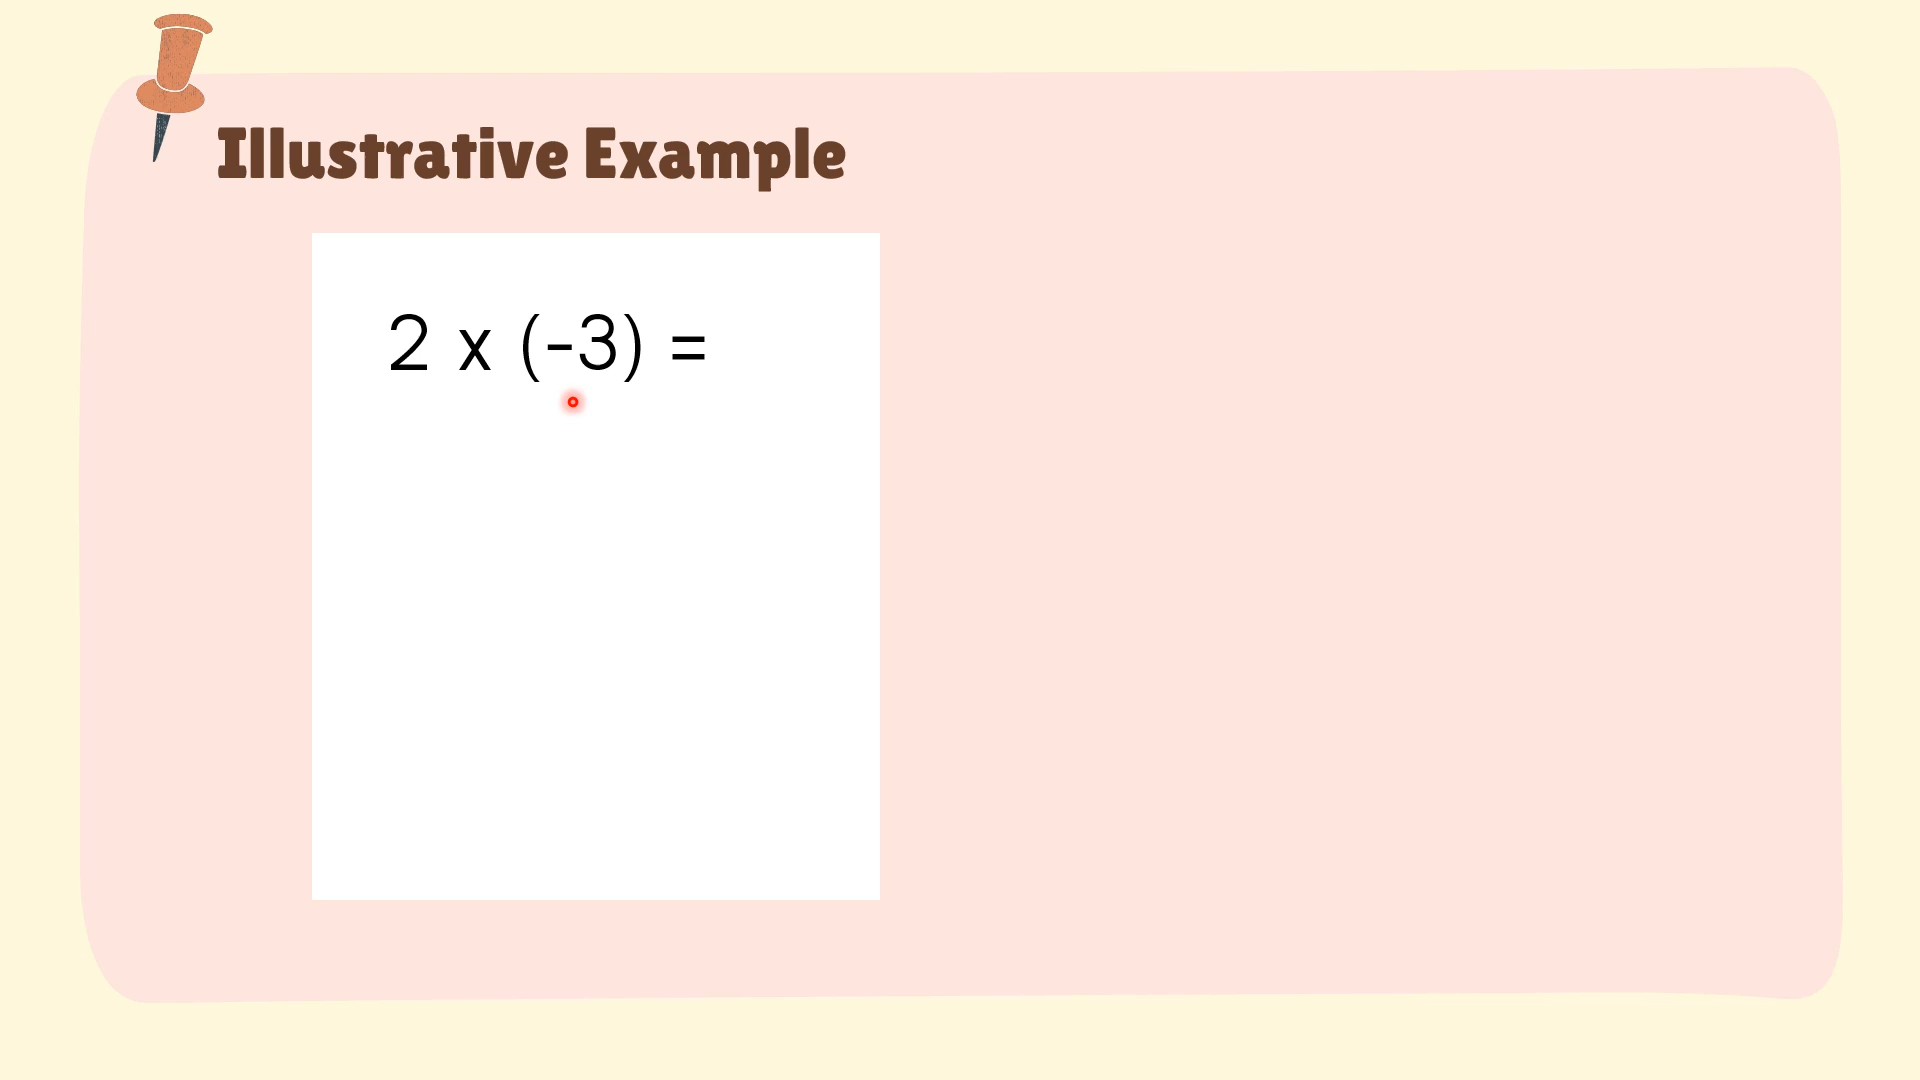 Illustrative Example
2 x (-3) =